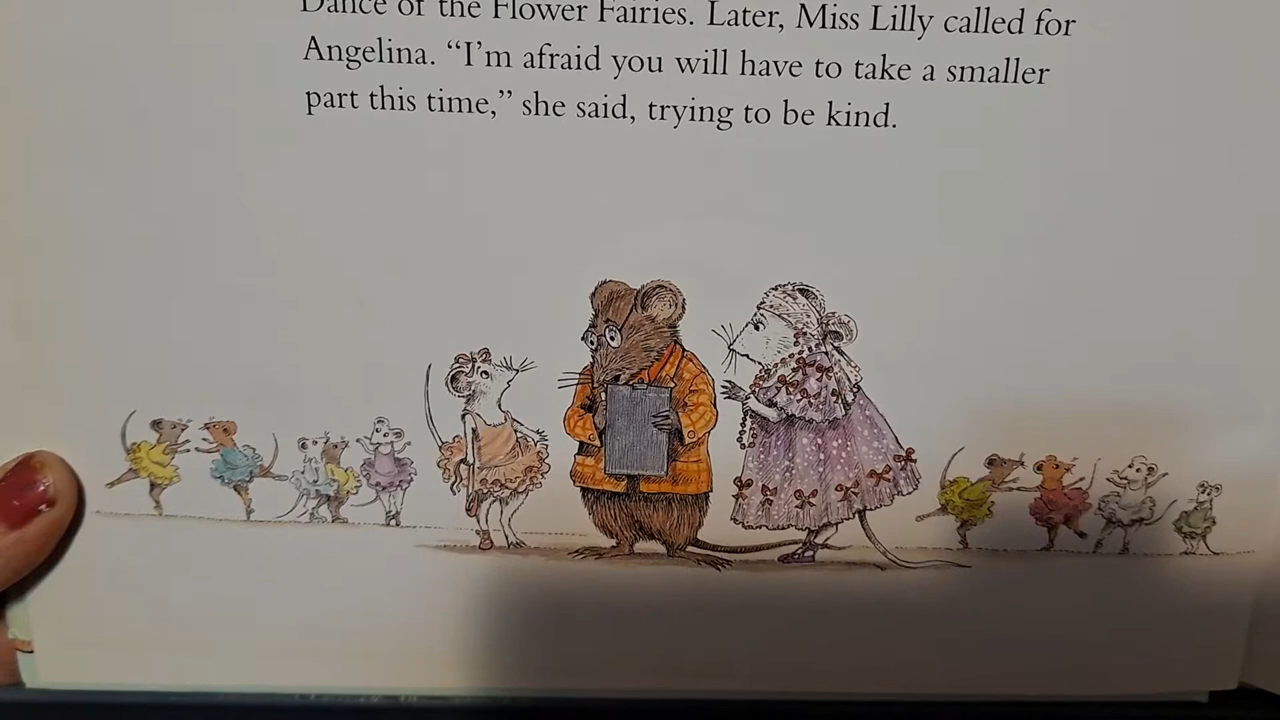 Dance of the Flower Fairies. Later, Miss Lilly called for
Angelina. “I’m afraid you will have to take a smaller
part this time,” she said, trying to be kind.